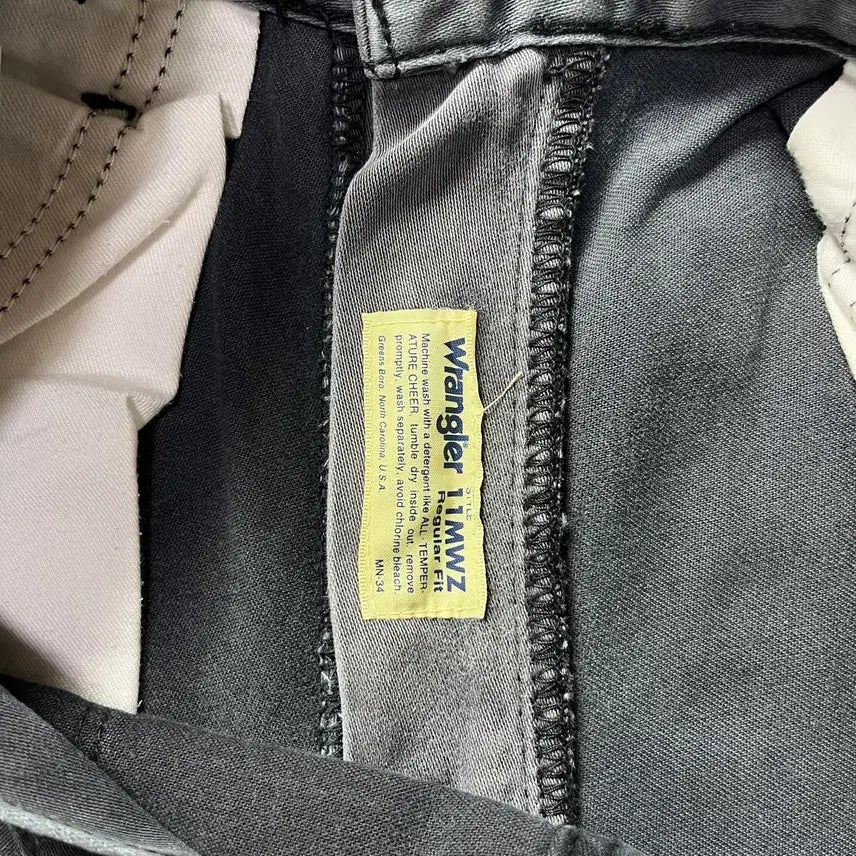 Wrangler®
STYLE
11MWZ
Regular Fit
Machine wash with a detergent like ALL, TEMPER-
ATURE CHEER, tumble dry inside out, remove
promptly, wash separately, avoid chlorine bleach.
Greens Boro, North Carolina, U.S.A.
MN-34